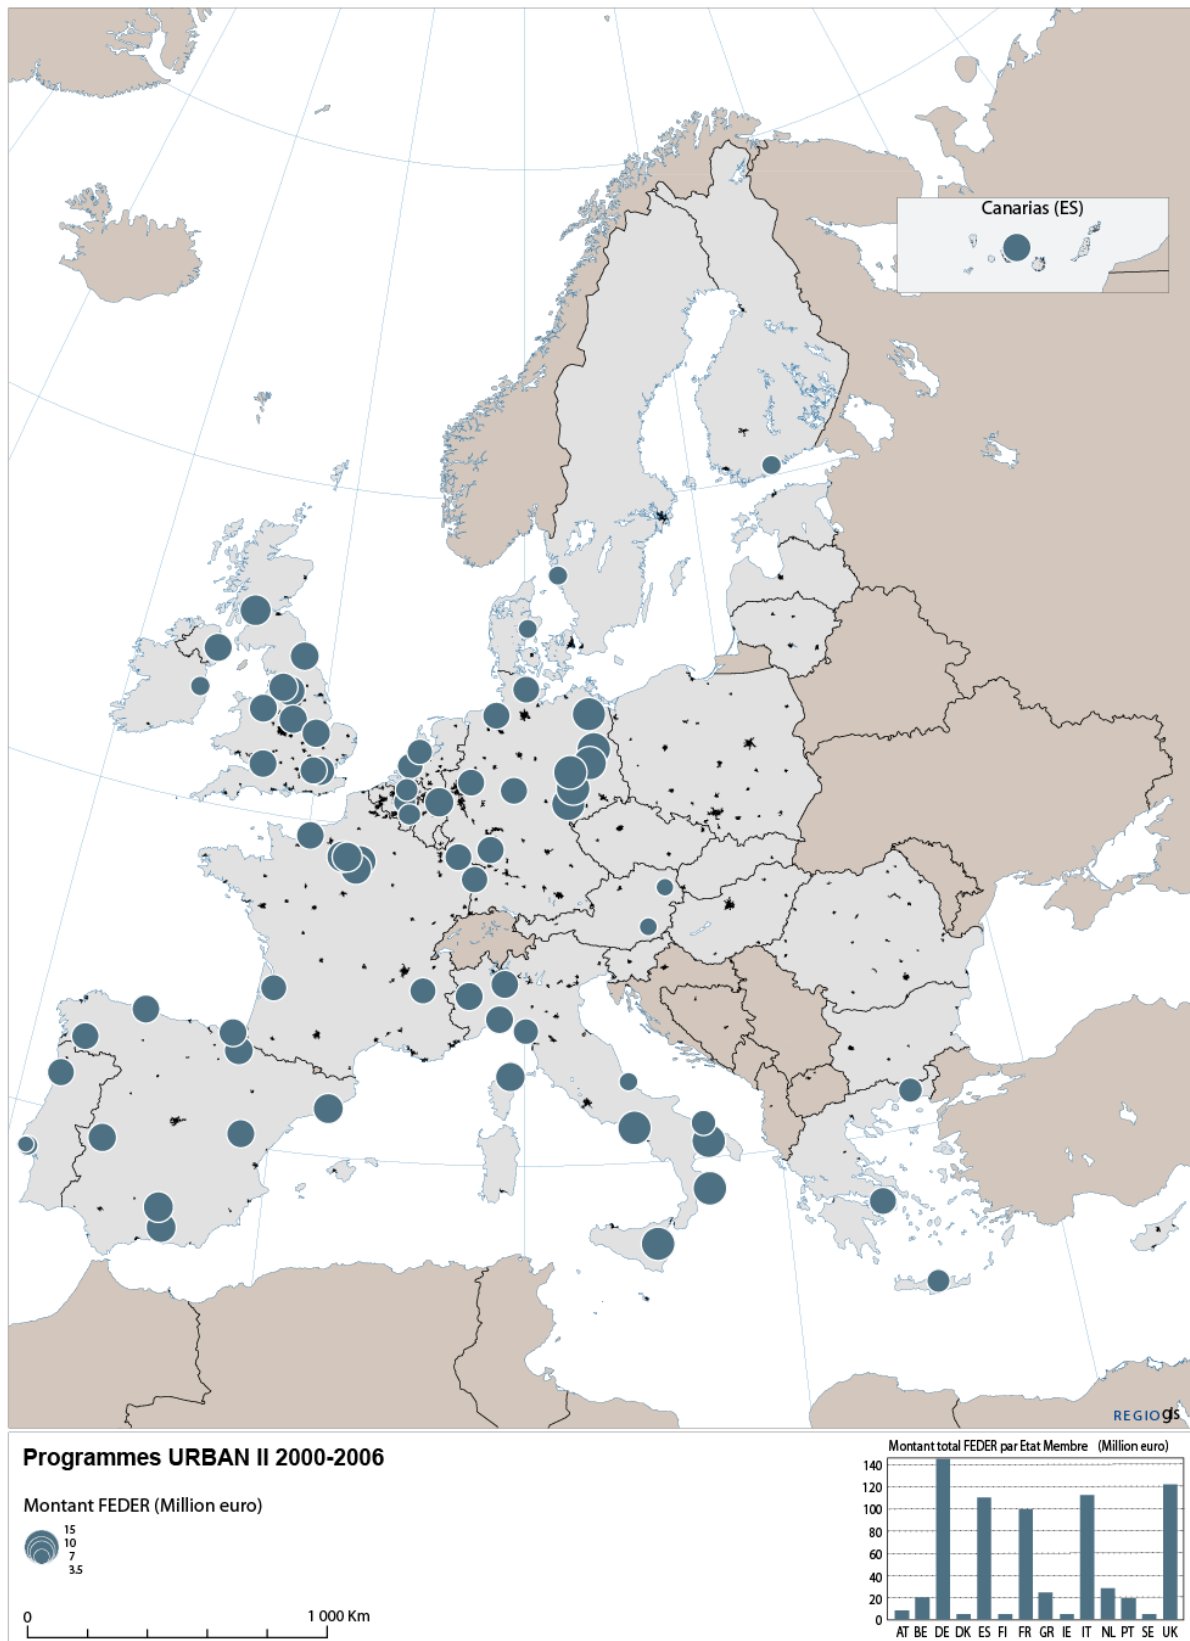 Canarias (ES)
REGIOgis
Programmes URBAN II 2000-2006
Montant FEDER (Million euro)
15
10
7
3.5
0 1 000 Km
Montant total FEDER par Etat Membre (Million euro)
140
120
100
80
60
40
20
0
AT BE DE DK ES FI FR GR IE IT NL PT SE UK